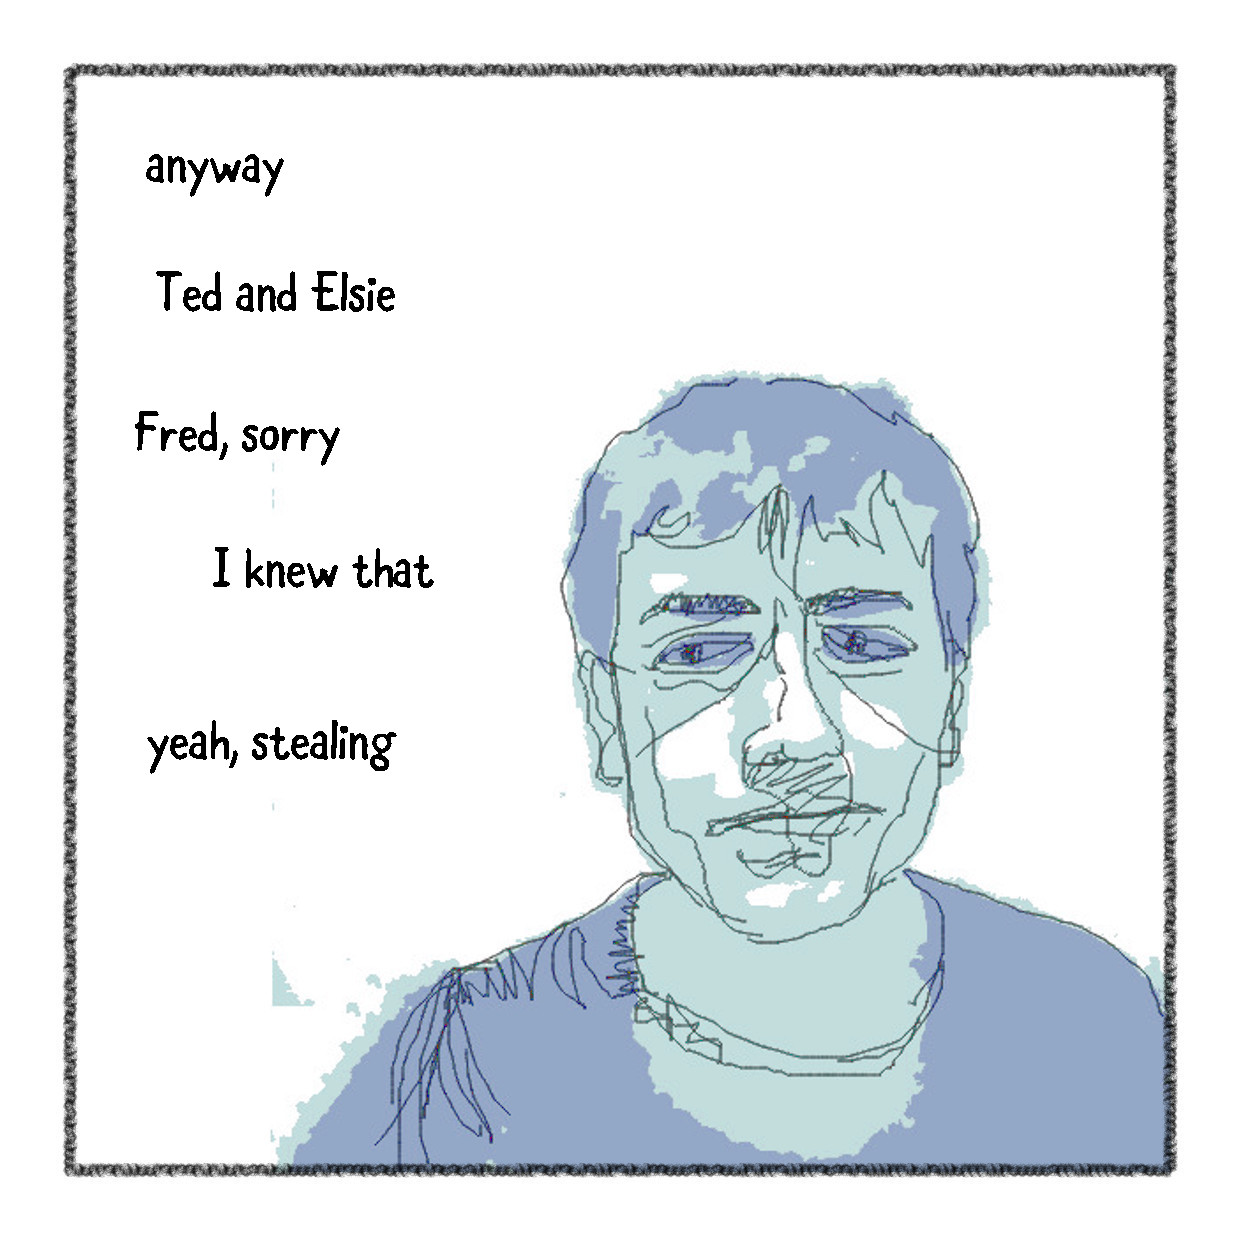 anyway
Ted and Elsie
Fred, sorry
I knew that
yeah, stealing